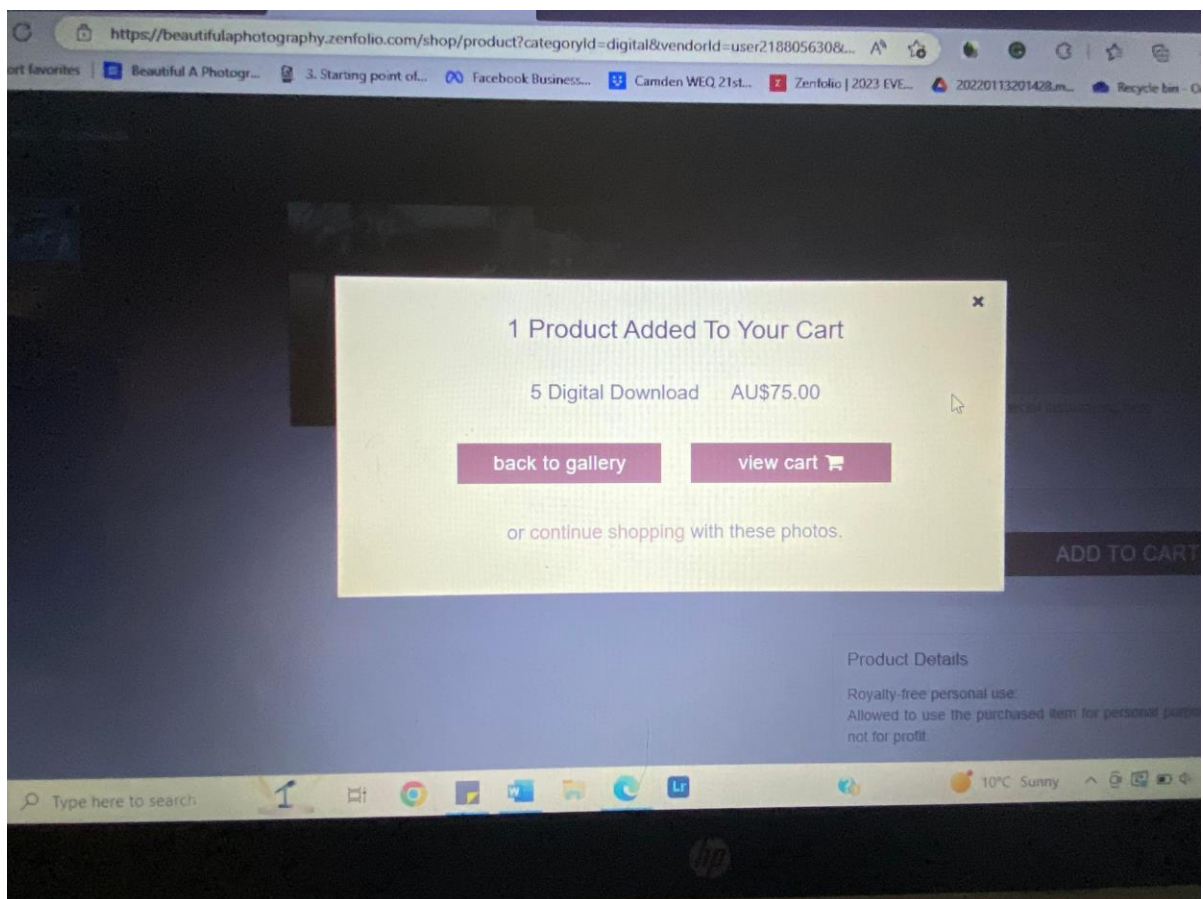 https://beautifulaphotography.zenfolio.com/shop/product?categoryId=digital&vendorId=user218805630&...
ort favorites Beautiful A Photogr... 3. Starting point of... Facebook Business... Camden WEQ 21st... Zenfolio | 2023 EVE... 20220113201428.m... Recycle bin - O
1 Product Added To Your Cart
5 Digital Download AU$75.00
back to gallery view cart
or continue shopping with these photos.
ADD TO CART
Product Details
Royalty-free personal use:
Allowed to use the purchased item for personal
not for profit.
Type here to search Lr 10°C Sunny
hp